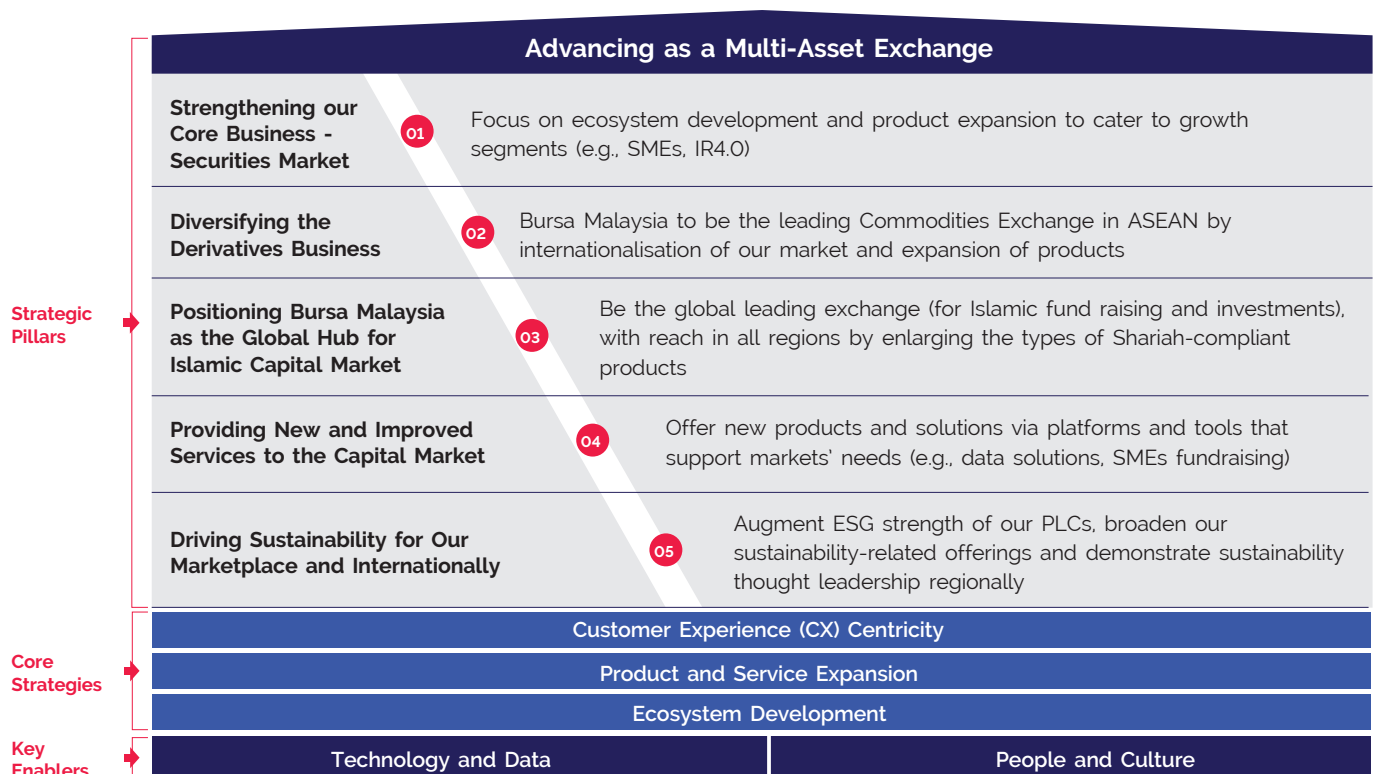 Advancing as a Multi-Asset Exchange
Strategic
Pillars
Strengthening our
Core Business -
Securities Market
01
Focus on ecosystem development and product expansion to cater to growth
segments (e.g., SMEs, IR4.0)
Diversifying the
Derivatives Business
02
Bursa Malaysia to be the leading Commodities Exchange in ASEAN by
internationalisation of our market and expansion of products
Positioning Bursa Malaysia
as the Global Hub for
Islamic Capital Market
03
Be the global leading exchange (for Islamic fund raising and investments),
with reach in all regions by enlarging the types of Shariah-compliant
products
Providing New and Improved
Services to the Capital Market
04
Offer new products and solutions via platforms and tools that
support markets’ needs (e.g., data solutions, SMEs fundraising)
Driving Sustainability for Our
Marketplace and Internationally
05
Augment ESG strength of our PLCs, broaden our
sustainability-related offerings and demonstrate sustainability
thought leadership regionally
Core
Strategies
Customer Experience (CX) Centricity
Product and Service Expansion
Ecosystem Development
Key
Enablers
Technology and Data
People and Culture